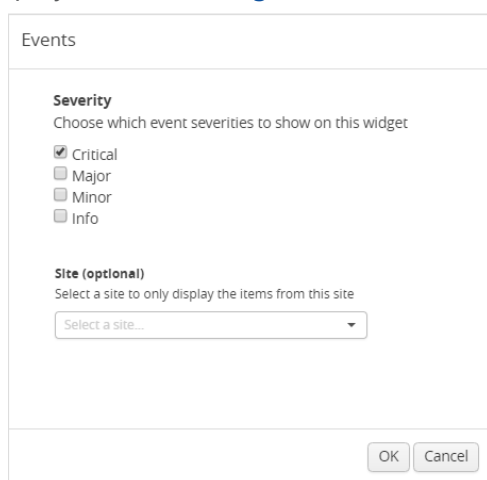 Events
Severity
Choose which event severities to show on this widget
Critical
Major
Minor
Info
Site (optional)
Select a site to only display the items from this site
Select a site...
OK Cancel